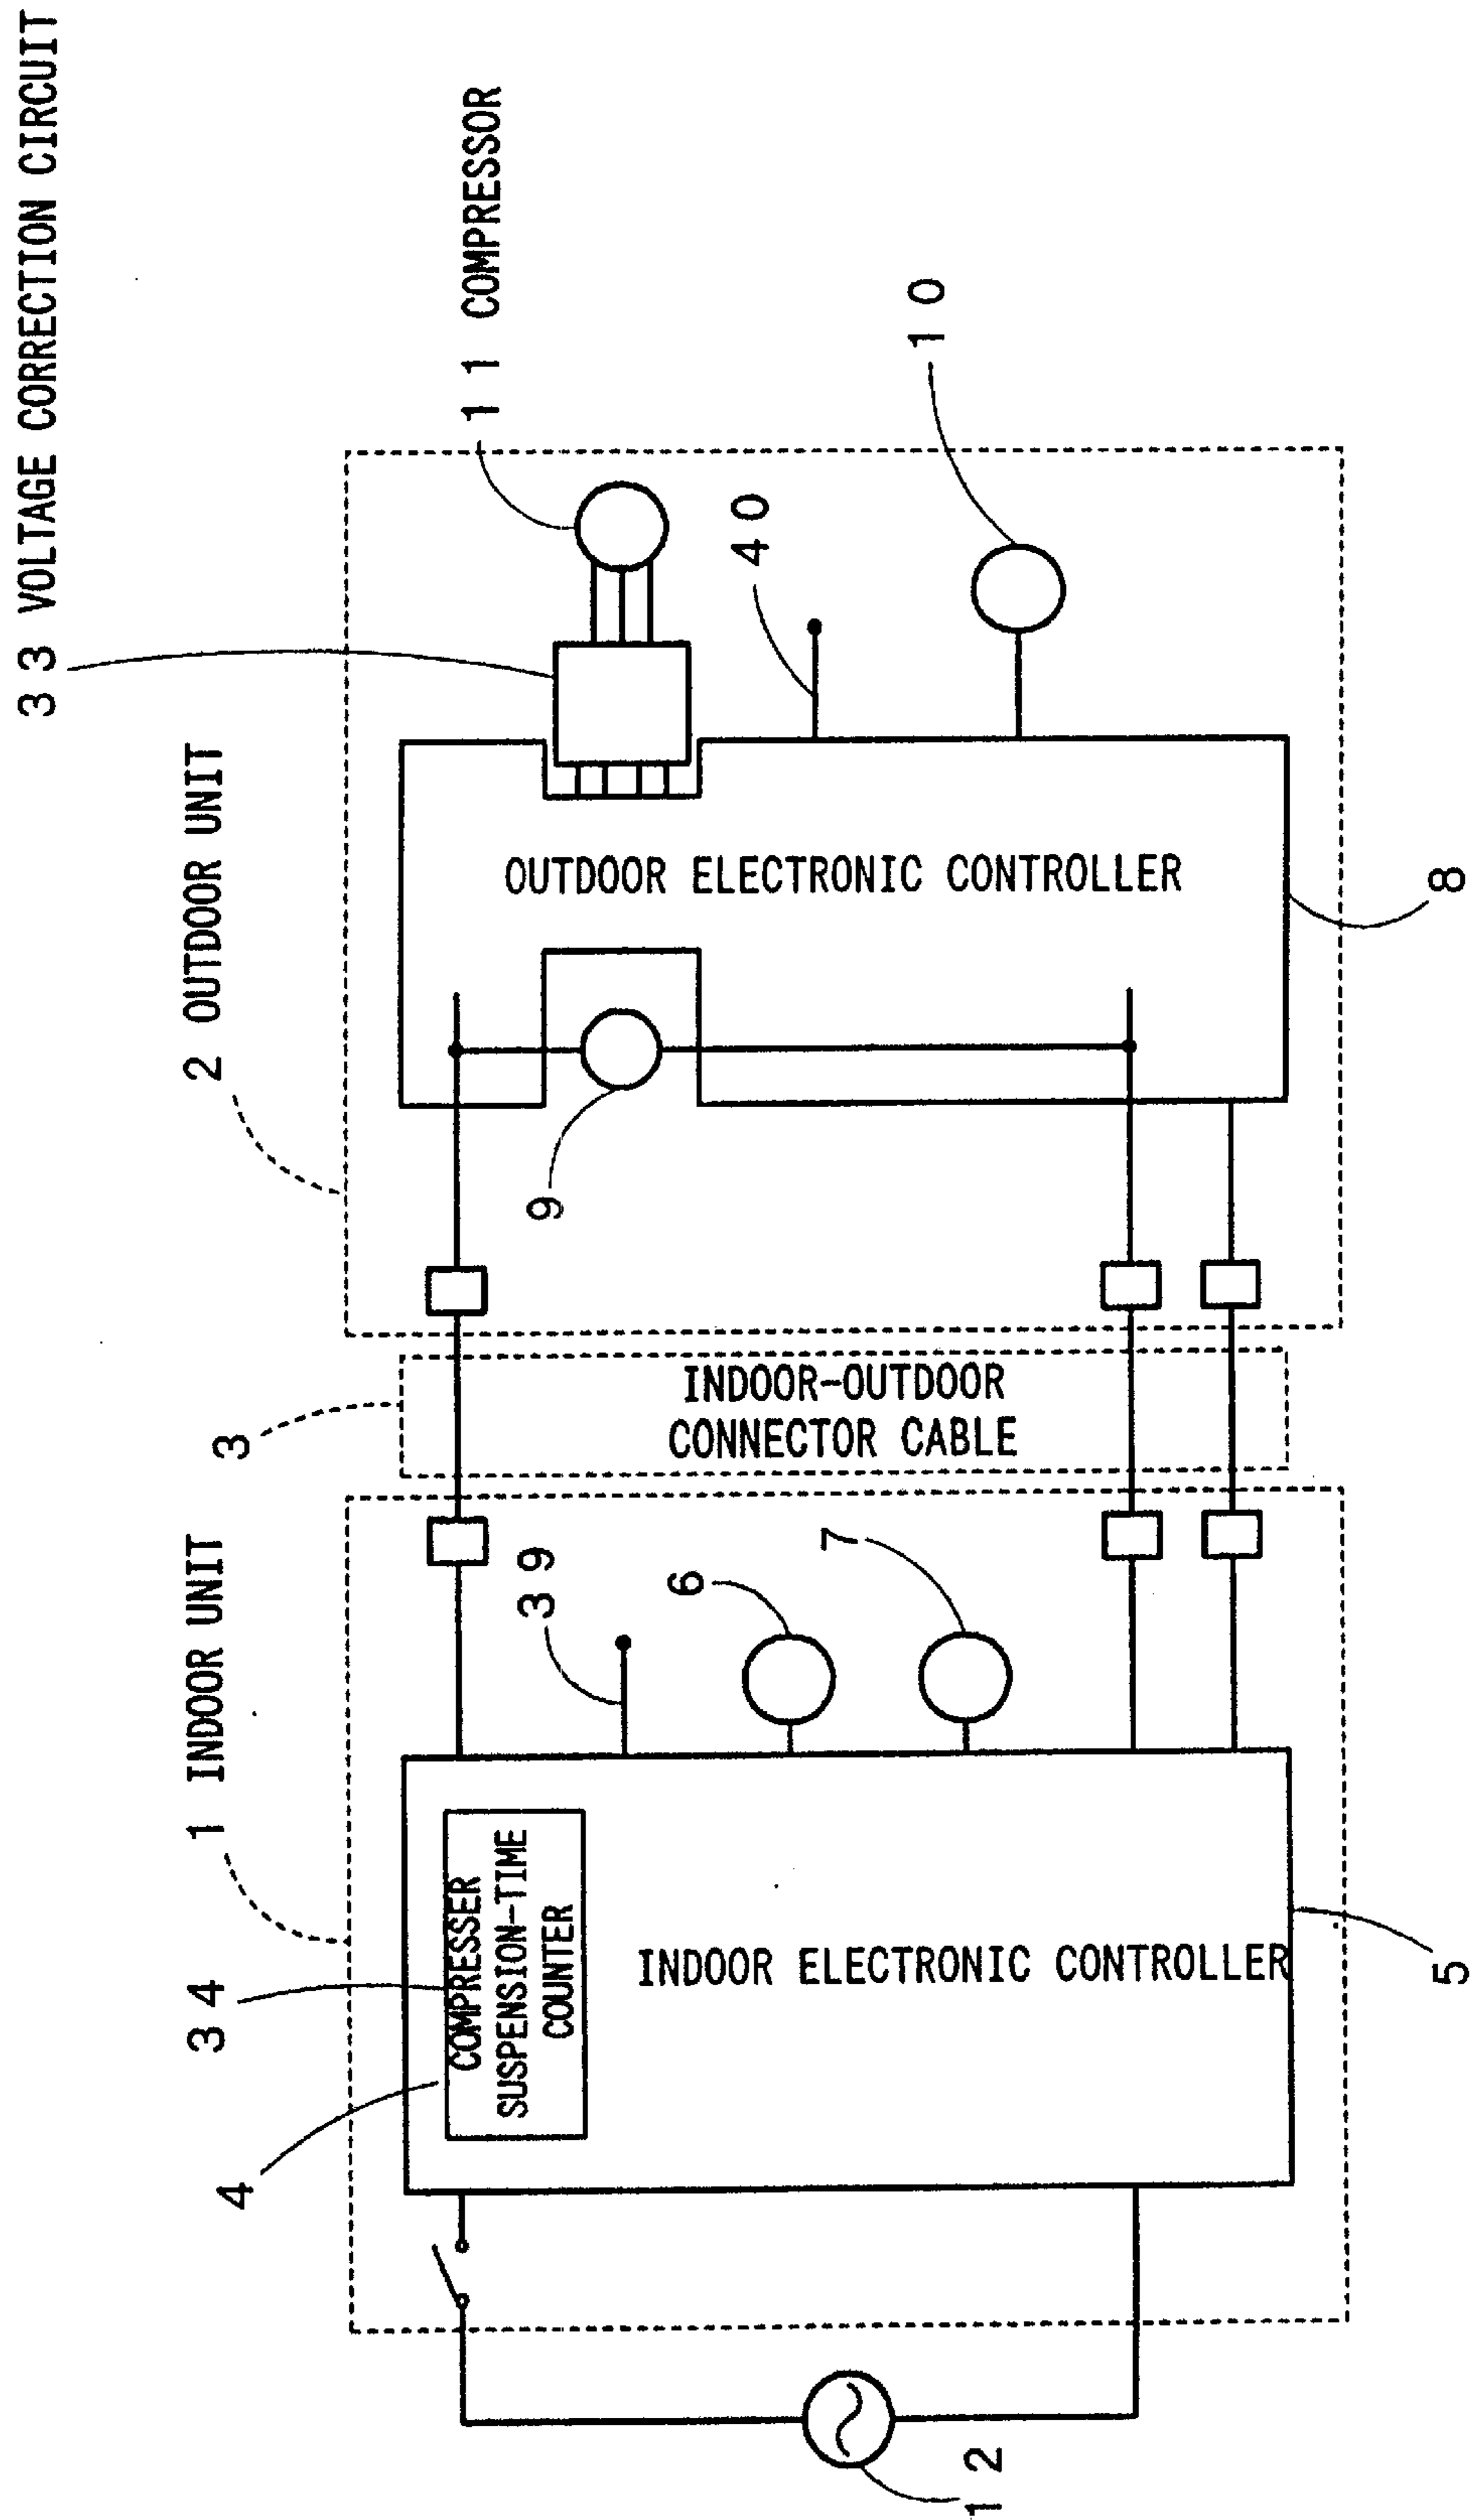 33 VOLTAGE CORRECTION CIRCUIT
2 OUTDOOR UNIT
11 COMPRESSOR
1 INDOOR UNIT
3
34
4
40
10
39
9
6
7
COMPRESSER
SUSPENSION-TIME
COUNTER
INDOOR ELECTRONIC CONTROLLER
INDOOR-OUTDOOR
CONNECTOR CABLE
OUTDOOR ELECTRONIC CONTROLLER
12
5
8